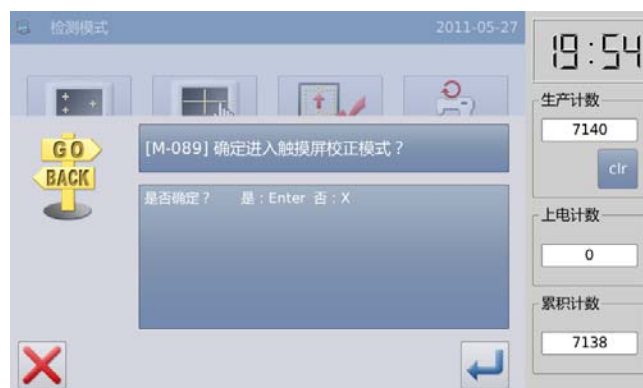 检测模式
2011-05-27
19:54
GO
BACK
[M-089] 确定进入触摸屏校正模式？
是否确定？ 是：Enter 否：X
生产计数
7140
clr
上电计数
0
累积计数
7138